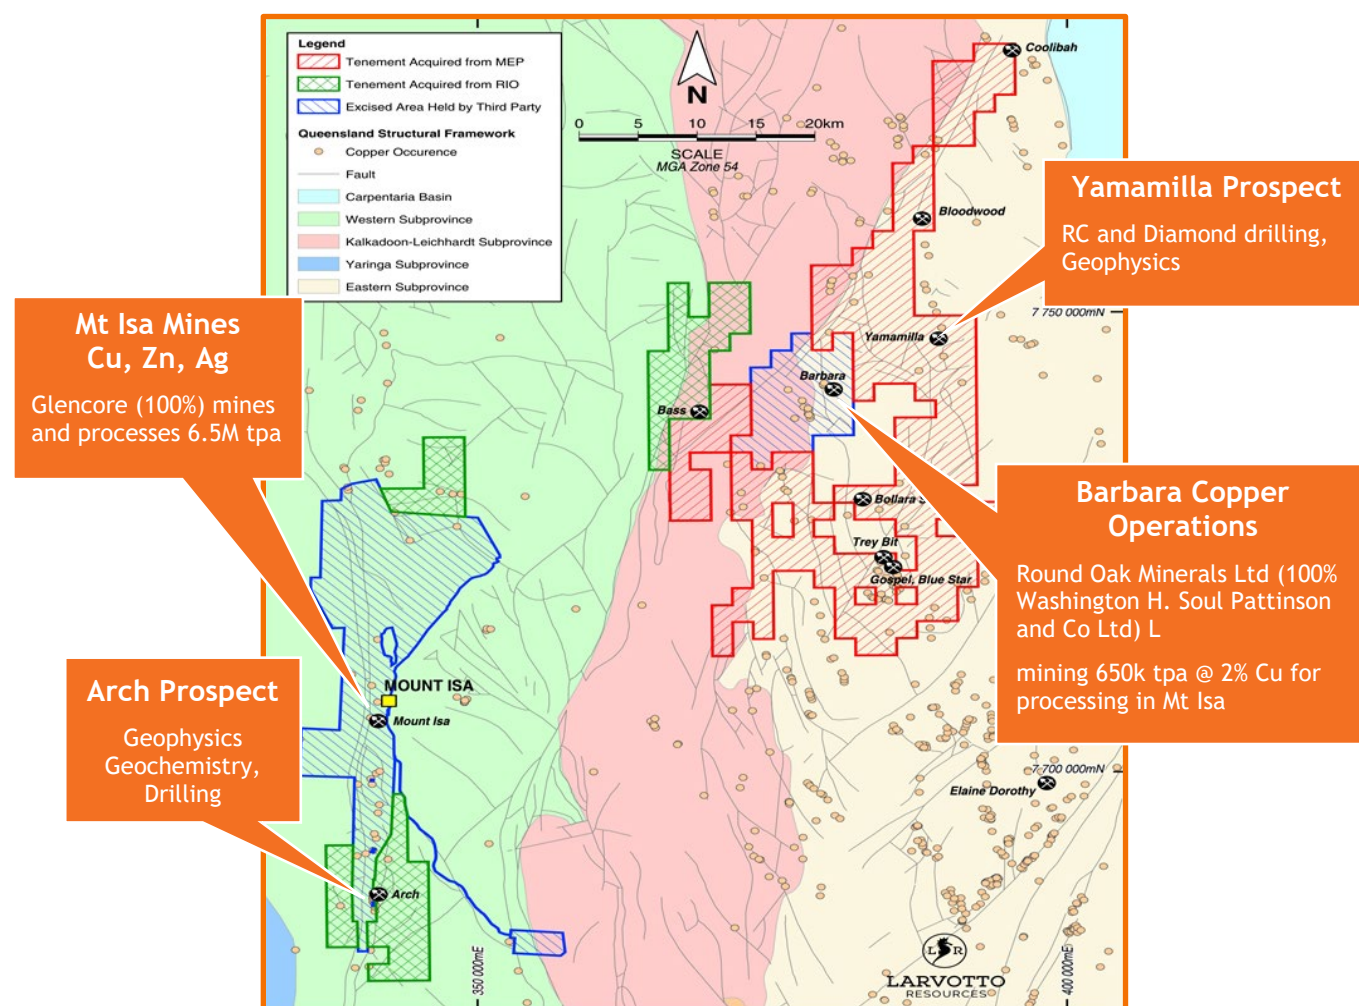 Legend
Tenement Acquired from MEP
Tenement Acquired from RIO
Excised Area Held by Third Party
Queensland Structural Framework
Copper Occurence
Fault
Carpentaria Basin
Western Subprovince
Kalkadoon-Leichhardt Subprovince
Yaringa Subprovince
Eastern Subprovince
N
0 5 10 15 20km
SCALE
MGA Zone 54
Coolibah
Bloodwood
Yamamilla Prospect
RC and Diamond drilling,
Geophysics
7 750 000mN
Yamamilla
Barbara
Bass
Mt Isa Mines
Cu, Zn, Ag
Glencore (100%) mines
and processes 6.5M tpa
Bollara S
Trey Bit
Gospel, Blue Star
Barbara Copper
Operations
Round Oak Minerals Ltd (100%
Washington H. Soul Pattinson
and Co Ltd) L
mining 650k tpa @ 2% Cu for
processing in Mt Isa
MOUNT ISA
Mount Isa
Arch Prospect
Geophysics
Geochemistry,
Drilling
Arch
7 700 000mN
Elaine Dorothy
350 000mE
400 000mE
LSR
LARVOTTO
RESOURCES